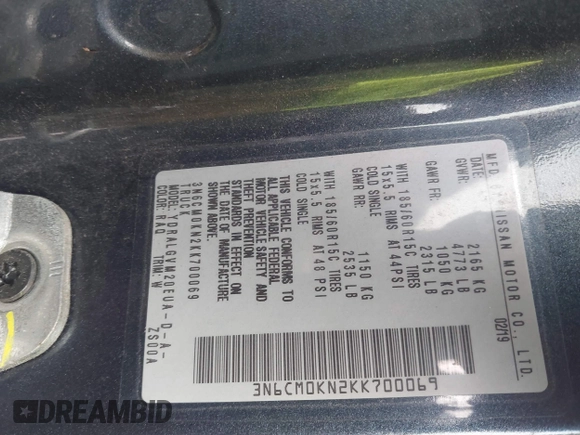 MFD BY NISSAN MOTOR CO., LTD.
02/19
GVWR: 2165 KG
4773 LB
GAWR FR: 1050 KG
2315 LB
WITH 185/60R15C TIRES
15x5.5 RIMS AT 44PSI
COLD SINGLE
GAWR RR: 1150 KG
2535 LB
WITH 185/60R15C TIRES
15x5.5 RIMS AT 48 PSI
COLD SINGLE
THIS VEHICLE CONFORMS TO
ALL APPLICABLE FEDERAL
MOTOR VEHICLE SAFETY AND
THEFT PREVENTION
STANDARDS IN EFFECT ON
THE DATE OF MANUFACTURE
SHOWN ABOVE.
3N6CM0KN2KK700069
TRUCK
MODEL YDRALGYM20EUA-D-A-
ZS00A
COLOR: RAQ TRIM: W
3N6CM0KN2KK700069
DREAMBID